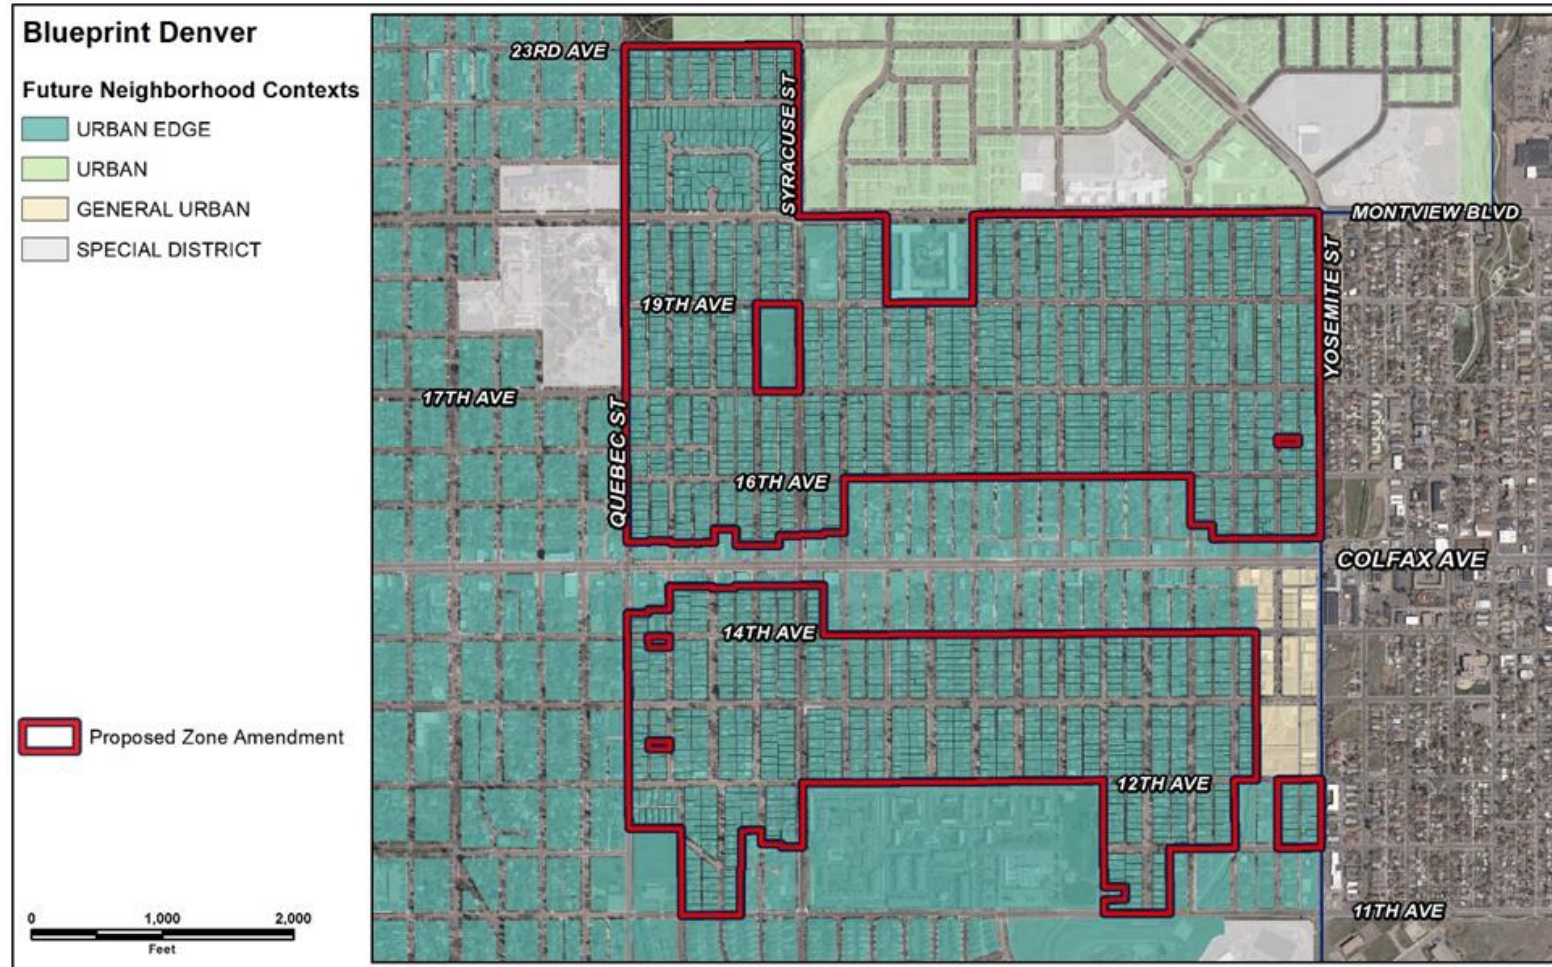 Blueprint Denver
Future Neighborhood Contexts
URBAN EDGE
URBAN
GENERAL URBAN
SPECIAL DISTRICT
Proposed Zone Amendment
0 1,000 2,000
Feet
23RD AVE
SYRACUSE ST
MONTVIEW BLVD
19TH AVE
YOSEMITE ST
17TH AVE
QUEBEC ST
16TH AVE
COLFAX AVE
14TH AVE
12TH AVE
11TH AVE